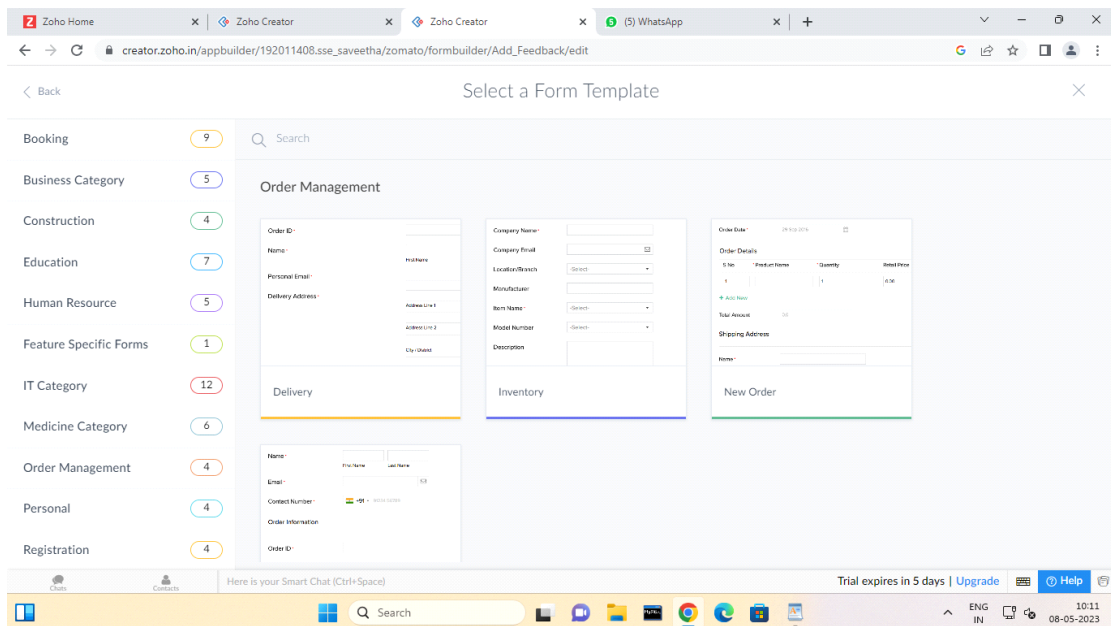 Zoho Home
Zoho Creator
Zoho Creator
(5) WhatsApp
creator.zoho.in/appbuilder/192011408.sse_saveetha/zomato/formbuilder/Add_Feedback/edit
Back
Select a Form Template
Booking 9
Business Category 5
Construction 4
Education 7
Human Resource 5
Feature Specific Forms 1
IT Category 12
Medicine Category 6
Order Management 4
Personal 4
Registration 4
Search
Order Management
Order ID
Name
First Name
Personal Email
Delivery Address
Address Line 1
Address Line 2
City / District
Delivery
Company Name
Company Email
Location/Branch -Select-
Manufacturer
Item Name -Select-
Model Number -Select-
Description
Inventory
Order Date 29-Sep-2016
Order Details
S.No Product Name Quantity Retail Price
1 1 0.00
+ Add New
Total Amount
Shipping Address
Name
New Order
Name
First Name Last Name
Email
Contact Number +91
Order Information
Order ID
Chats
Contacts
Here is your Smart Chat (Ctrl+Space)
Trial expires in 5 days | Upgrade
Help
Search
ENG
IN
10:11
08-05-2023